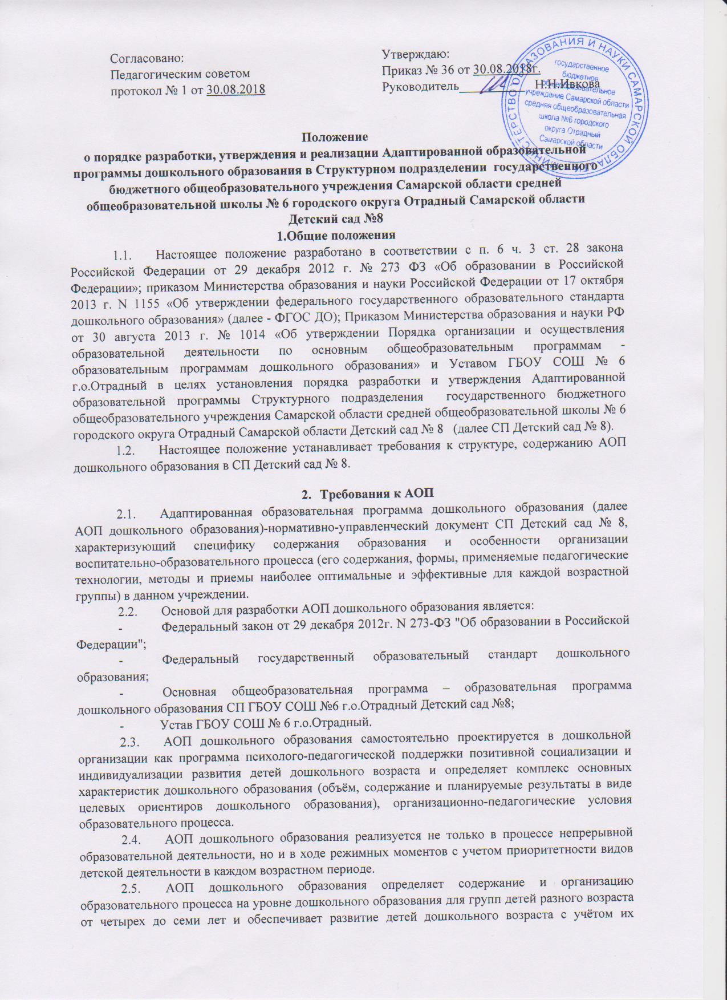 Согласовано:
Педагогическим советом
протокол № 1 от 30.08.2018
Утверждаю:
Приказ № 36 от 30.08.2018г.
Руководитель__________ Н.Н.Ивкова
МИНИСТЕРСТВО ОБРАЗОВАНИЯ И НАУКИ САМАРСКОЙ ОБЛАСТИ
государственное
бюджетное
общеобразовательное
учреждение Самарской области
средняя общеобразовательная
школа №6 городского
округа Отрадный
Самарской области
Положение
о порядке разработки, утверждения и реализации Адаптированной образовательной
программы дошкольного образования в Структурном подразделении государственного
бюджетного общеобразовательного учреждения Самарской области средней
общеобразовательной школы № 6 городского округа Отрадный Самарской области
Детский сад №8
1.Общие положения
1.1. Настоящее положение разработано в соответствии с п. 6 ч. 3 ст. 28 закона
Российской Федерации от 29 декабря 2012 г. № 273 ФЗ «Об образовании в Российской
Федерации»; приказом Министерства образования и науки Российской Федерации от 17 октября
2013 г. N 1155 «Об утверждении федерального государственного образовательного стандарта
дошкольного образования» (далее - ФГОС ДО); Приказом Министерства образования и науки РФ
от 30 августа 2013 г. № 1014 «Об утверждении Порядка организации и осуществления
образовательной деятельности по основным общеобразовательным программам -
образовательным программам дошкольного образования» и Уставом ГБОУ СОШ № 6
г.о.Отрадный в целях установления порядка разработки и утверждения Адаптированной
образовательной программы Структурного подразделения государственного бюджетного
общеобразовательного учреждения Самарской области средней общеобразовательной школы № 6
городского округа Отрадный Самарской области Детский сад № 8 (далее СП Детский сад № 8).
1.2. Настоящее положение устанавливает требования к структуре, содержанию АОП
дошкольного образования в СП Детский сад № 8.
2. Требования к АОП
2.1. Адаптированная образовательная программа дошкольного образования (далее
АОП дошкольного образования)-нормативно-управленческий документ СП Детский сад № 8,
характеризующий специфику содержания образования и особенности организации
воспитательно-образовательного процесса (его содержания, формы, применяемые педагогические
технологии, методы и приемы наиболее оптимальные и эффективные для каждой возрастной
группы) в данном учреждении.
2.2. Основой для разработки АОП дошкольного образования является:
- Федеральный закон от 29 декабря 2012г. N 273-ФЗ "Об образовании в Российской
Федерации";
- Федеральный государственный образовательный стандарт дошкольного
образования;
- Основная общеобразовательная программа – образовательная программа
дошкольного образования СП ГБОУ СОШ №6 г.о.Отрадный Детский сад №8;
- Устав ГБОУ СОШ № 6 г.о.Отрадный.
2.3. АОП дошкольного образования самостоятельно проектируется в дошкольной
организации как программа психолого-педагогической поддержки позитивной социализации и
индивидуализации развития детей дошкольного возраста и определяет комплекс основных
характеристик дошкольного образования (объём, содержание и планируемые результаты в виде
целевых ориентиров дошкольного образования), организационно-педагогические условия
образовательного процесса.
2.4. АОП дошкольного образования реализуется не только в процессе непрерывной
образовательной деятельности, но и в ходе режимных моментов с учетом приоритетности видов
детской деятельности в каждом возрастном периоде.
2.5. АОП дошкольного образования определяет содержание и организацию
образовательного процесса на уровне дошкольного образования для групп детей разного возраста
от четырех до семи лет и обеспечивает развитие детей дошкольного возраста с учётом их